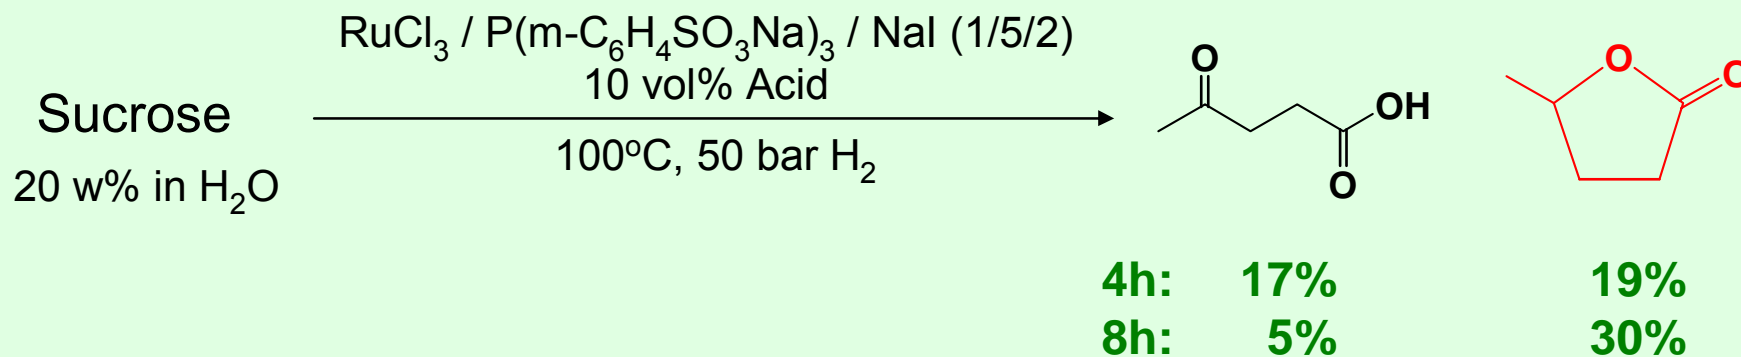 RuCl₃ / P(m-C₆H₄SO₃Na)₃ / NaI (1/5/2)
10 vol% Acid
Sucrose
100ºC, 50 bar H₂
20 w% in H₂O
O
OH
O
O
O
4h: 17% 19%
8h: 5% 30%